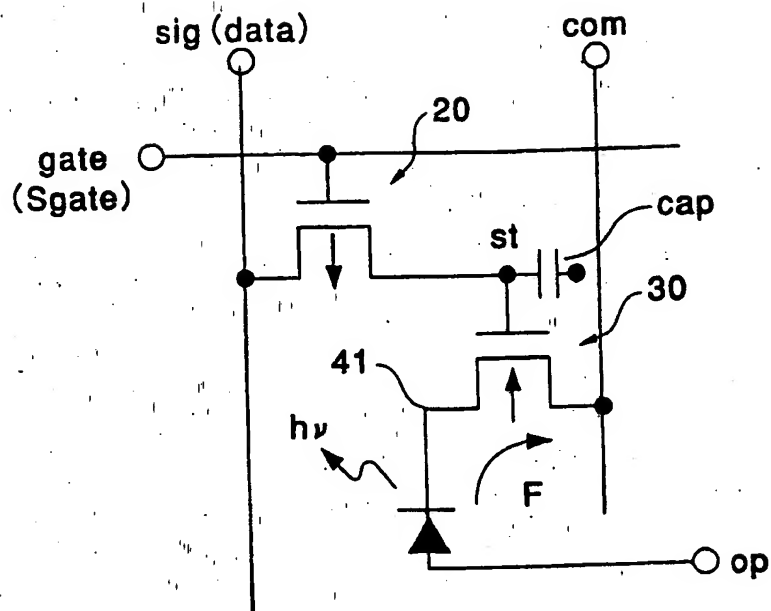 sig (data)
com
20
gate
(Sgate)
cap
st
30
41
hν
F
op